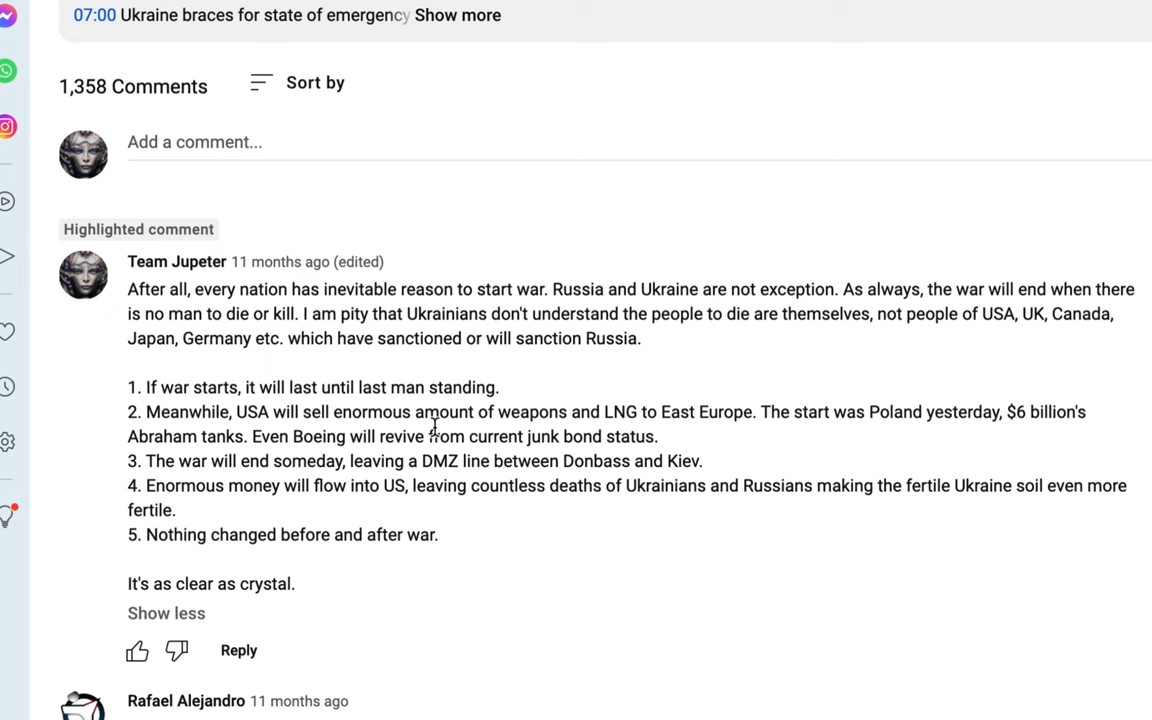 07:00 Ukraine braces for state of emergency Show more
1,358 Comments
Sort by
Add a comment...
Highlighted comment
Team Jupeter 11 months ago (edited)
After all, every nation has inevitable reason to start war. Russia and Ukraine are not exception. As always, the war will end when there
is no man to die or kill. I am pity that Ukrainians don't understand the people to die are themselves, not people of USA, UK, Canada,
Japan, Germany etc. which have sanctioned or will sanction Russia.
1. If war starts, it will last until last man standing.
2. Meanwhile, USA will sell enormous amount of weapons and LNG to East Europe. The start was Poland yesterday, $6 billion's
Abraham tanks. Even Boeing will revive from current junk bond status.
3. The war will end someday, leaving a DMZ line between Donbass and Kiev.
4. Enormous money will flow into US, leaving countless deaths of Ukrainians and Russians making the fertile Ukraine soil even more
fertile.
5. Nothing changed before and after war.
It's as clear as crystal.
Show less
Reply
Rafael Alejandro 11 months ago